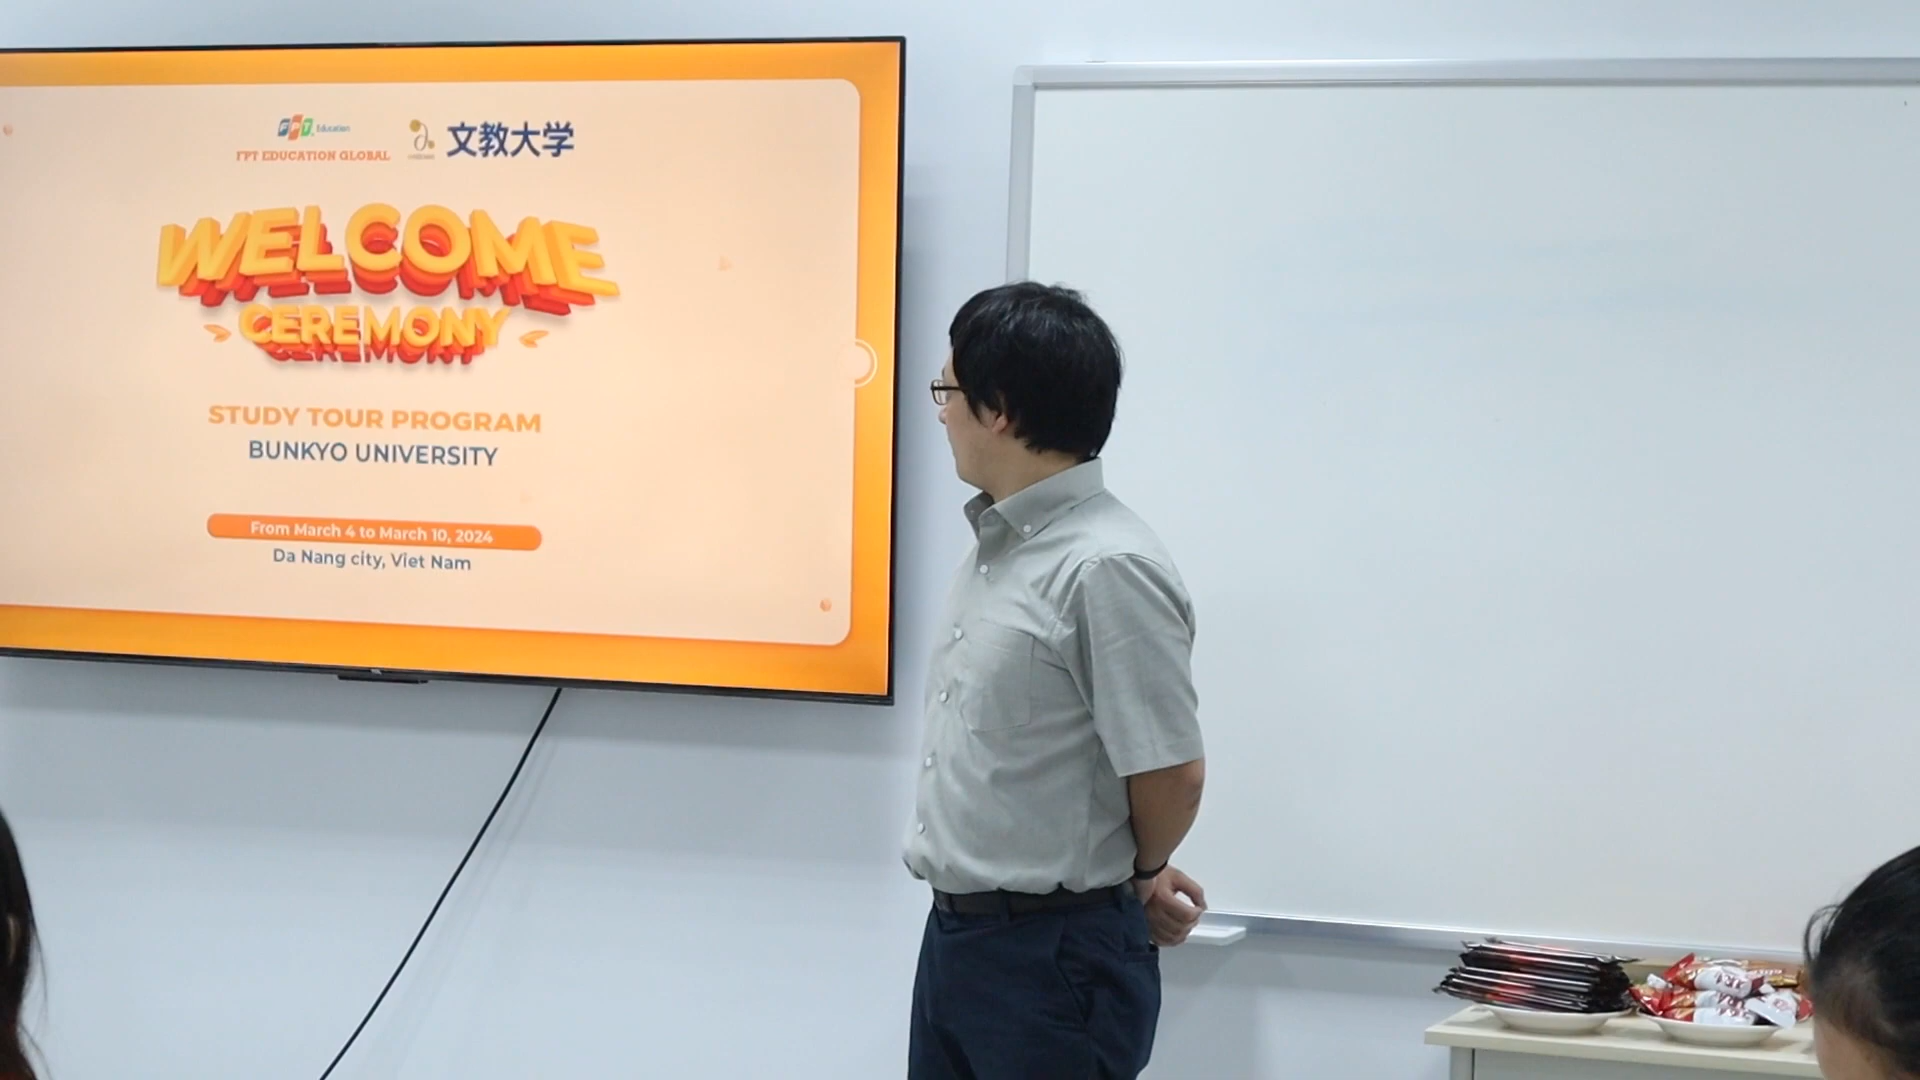 FPT Education
FPT EDUCATION GLOBAL
文教大学
WELCOME
CEREMONY
STUDY TOUR PROGRAM
BUNKYO UNIVERSITY
From March 4 to March 10, 2024
Da Nang city, Viet Nam